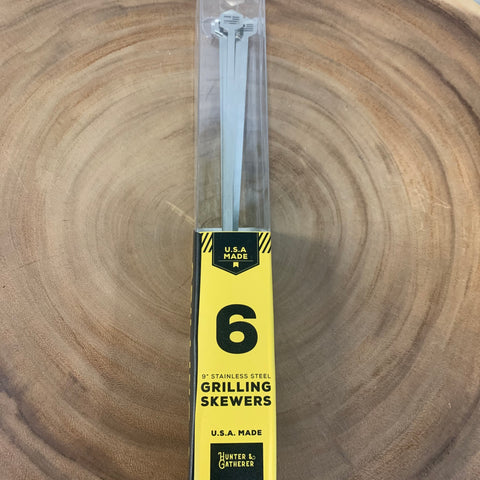 U.S.A
MADE
6
9" STAINLESS STEEL
GRILLING
SKEWERS
U.S.A. MADE
HUNTER &
GATHERER